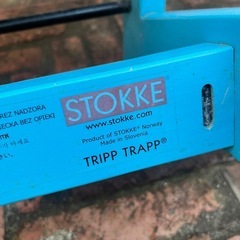 REZ NADZORA
ECKA BEZ OPIEKI
STOKKE
www.stokke.com
Product of STOKKE® Norway
Made in Slovenia
TRIPP TRAPP®